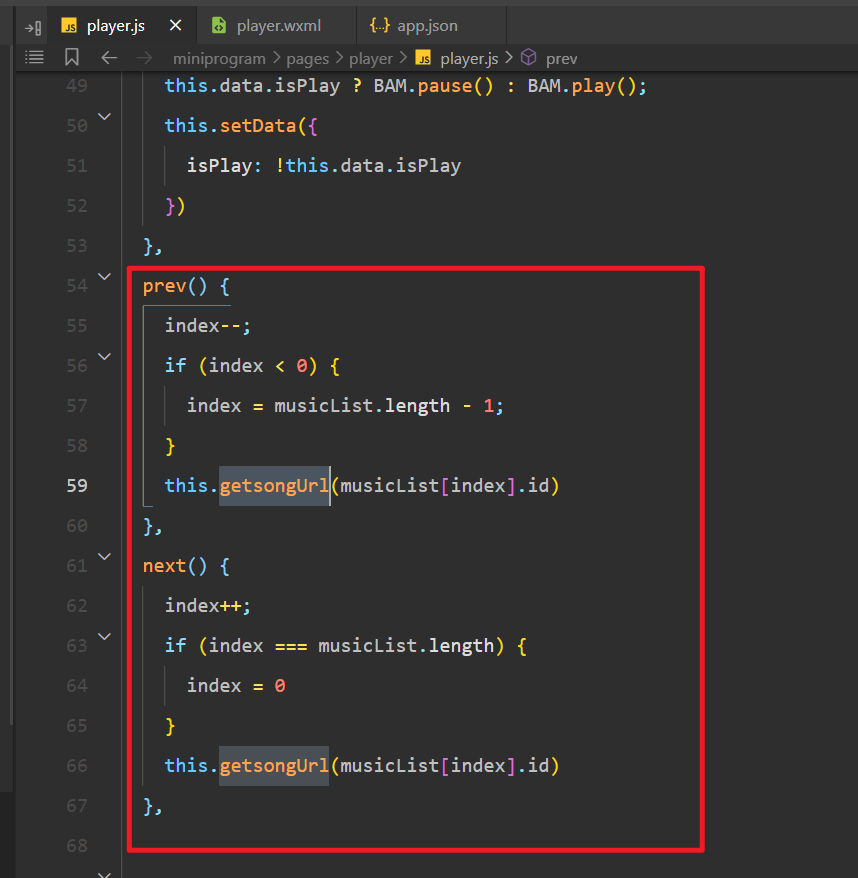 JS player.js × player.wxml {..} app.json
miniprogram > pages > player > JS player.js > prev
49 this.data.isPlay ? BAM.pause() : BAM.play();
50 this.setData({
51 isPlay: !this.data.isPlay
52 })
53 },
54 prev() {
55 index--;
56 if (index < 0) {
57 index = musicList.length - 1;
58 }
59 this.getsongUrl(musicList[index].id)
60 },
61 next() {
62 index++;
63 if (index === musicList.length) {
64 index = 0
65 }
66 this.getsongUrl(musicList[index].id)
67 },
68